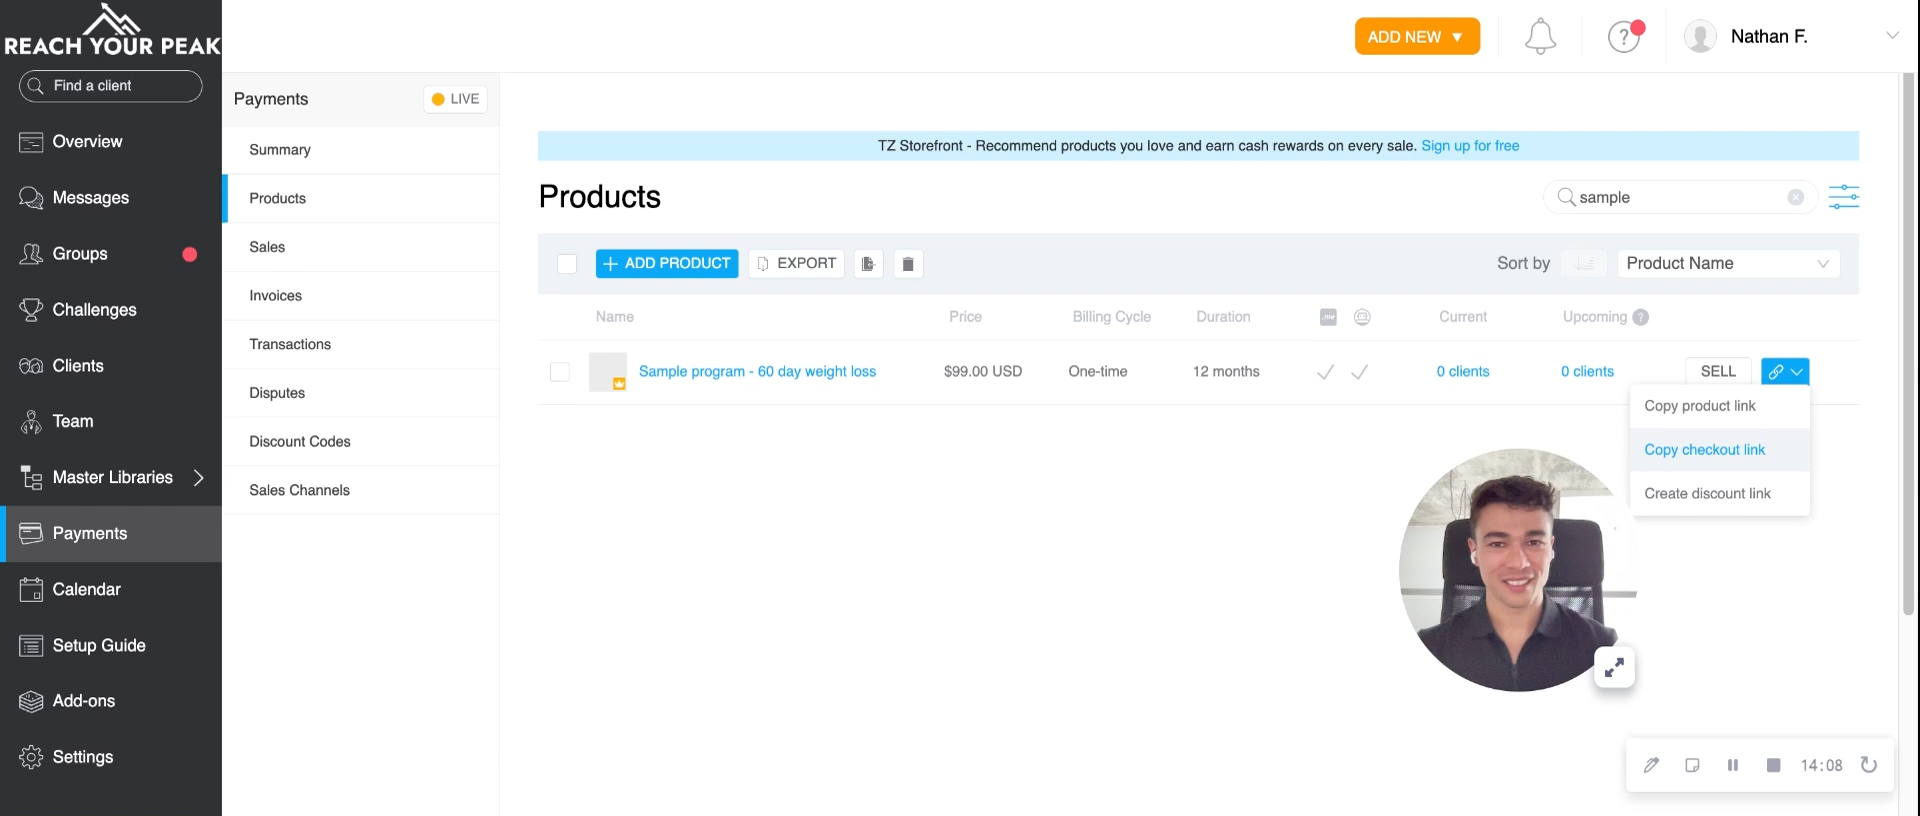 REACH YOUR PEAK
Find a client
Overview
Messages
Groups
Challenges
Clients
Team
Master Libraries
Payments
Calendar
Setup Guide
Add-ons
Settings
ADD NEW
?
Nathan F.
Payments
LIVE
Summary
Products
Sales
Invoices
Transactions
Disputes
Discount Codes
Sales Channels
TZ Storefront - Recommend products you love and earn cash rewards on every sale. Sign up for free
Products
sample
+ ADD PRODUCT
EXPORT
Sort by
Product Name
Name Price Billing Cycle Duration .me Current Upcoming ?
Sample program - 60 day weight loss $99.00 USD One-time 12 months 0 clients 0 clients SELL
Copy product link
Copy checkout link
Create discount link
14:08